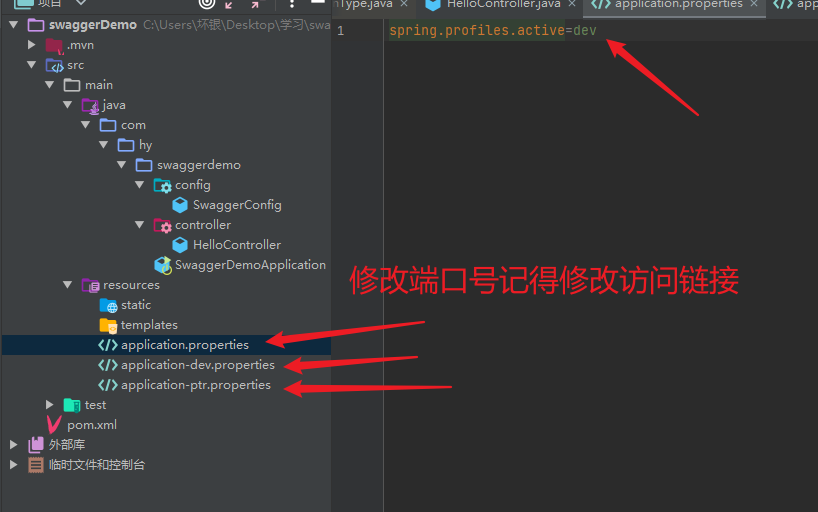 项目
swaggerDemo C:\Users\坏银\Desktop\学习\swa
.mvn
src
main
java
com
hy
swaggerdemo
config
SwaggerConfig
controller
HelloController
SwaggerDemoApplication
resources
static
templates
application.properties
application-dev.properties
application-ptr.properties
test
pom.xml
外部库
临时文件和控制台
nType.java
HelloController.java
application.properties
app
1
spring.profiles.active=dev
修改端口号记得修改访问链接